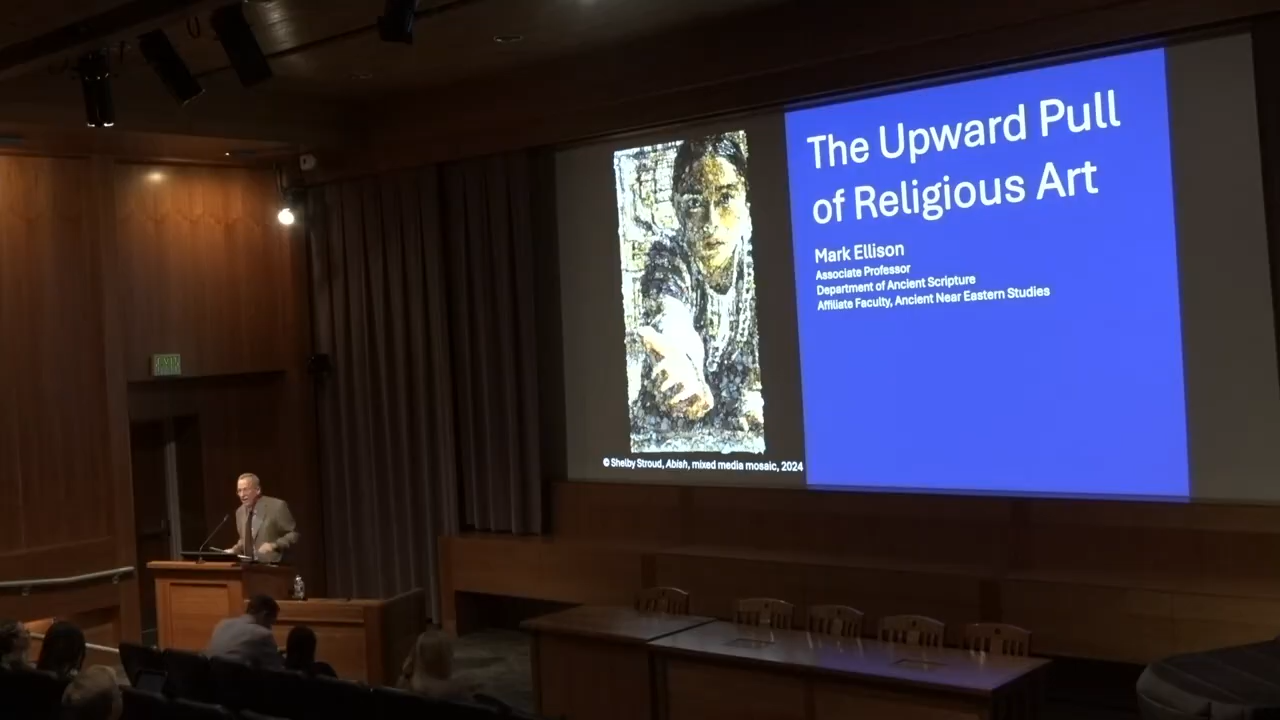 The Upward Pull
of Religious Art
Mark Ellison
Associate Professor
Department of Ancient Scripture
Affiliate Faculty, Ancient Near Eastern Studies
© Shelby Stroud, Abish, mixed media mosaic, 2024
EXIT